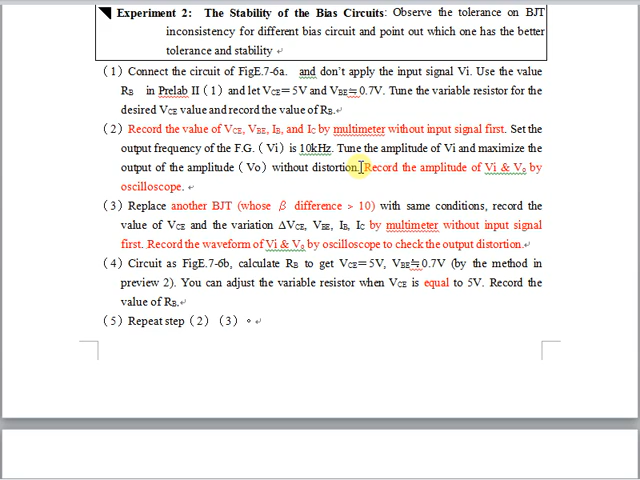 Experiment 2: The Stability of the Bias Circuits: Observe the tolerance on BJT
inconsistency for different bias circuit and point out which one has the better
tolerance and stability
(1) Connect the circuit of FigE.7-6a. and don't apply the input signal Vi. Use the value
RB in Prelab II (1) and let VCE=5V and VBE≒0.7V. Tune the variable resistor for the
desired VCE value and record the value of RB.
(2) Record the value of VCE, VBE, IB, and IC by multimeter without input signal first. Set the
output frequency of the F.G. (Vi) is 10kHz. Tune the amplitude of Vi and maximize the
output of the amplitude (Vo) without distortion. Record the amplitude of Vi & Vo by
oscilloscope.
(3) Replace another BJT (whose β difference > 10) with same conditions, record the
value of VCE and the variation ΔVCE, VBE, IB, IC by multimeter without input signal
first. Record the waveform of Vi & Vo by oscilloscope to check the output distortion.
(4) Circuit as FigE.7-6b, calculate RB to get VCE=5V, VBE≒0.7V (by the method in
preview 2). You can adjust the variable resistor when VCE is equal to 5V. Record the
value of RB.
(5) Repeat step (2) (3) 。